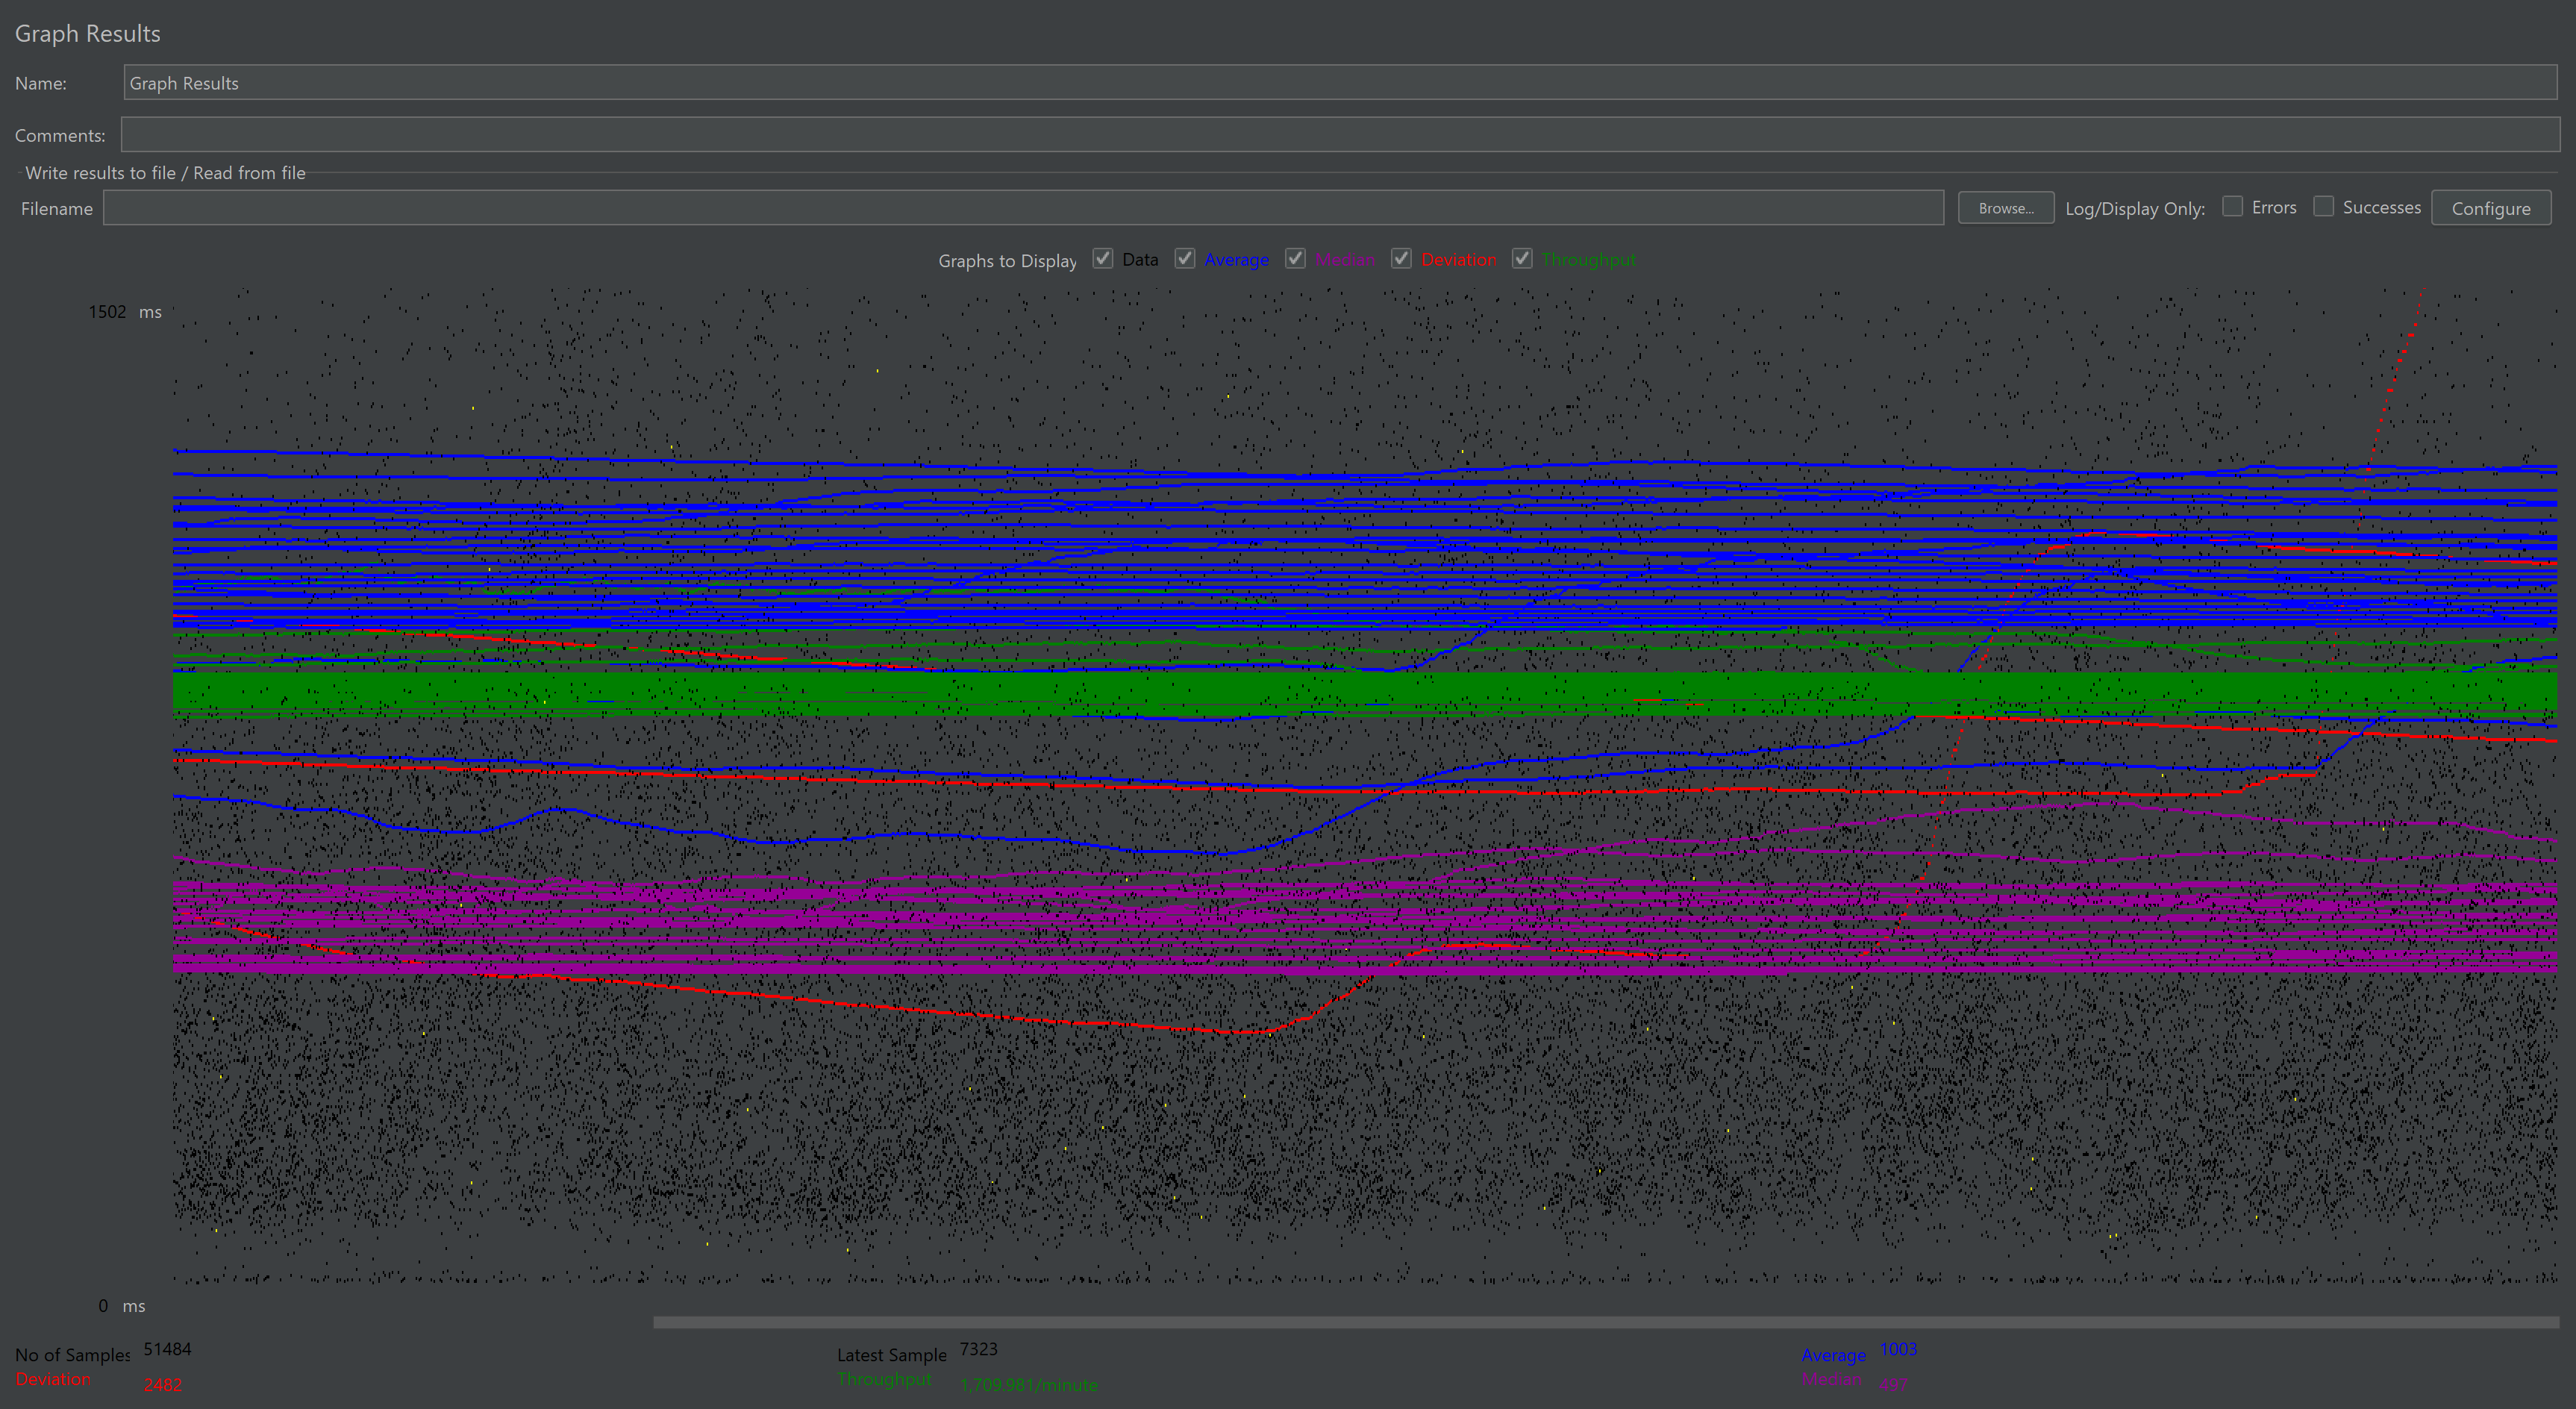 Graph Results
Name: Graph Results
Comments:
Write results to file / Read from file
Filename Browse... Log/Display Only: Errors Successes Configure
Graphs to Display Data Average Median Deviation Throughput
1502 ms
0 ms
No of Samples 51484 Latest Sample 7323 Average 1003
Deviation 2482 Throughput 1,709.981/minute Median 497